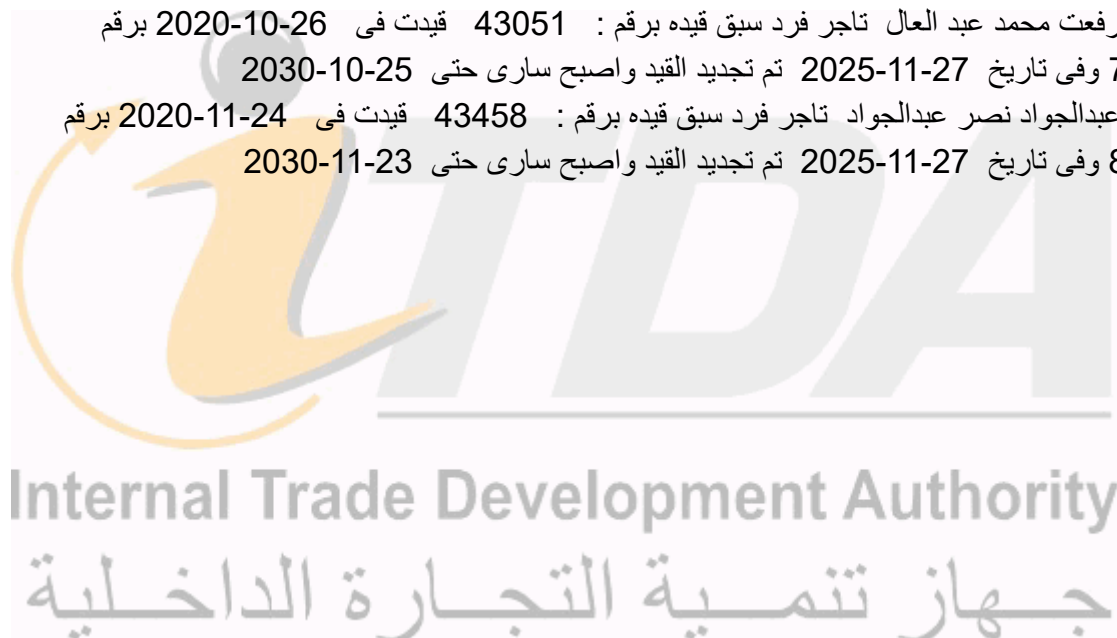 رفعت محمد عبد العال تاجر فرد سبق قيده برقم : 43051 قيدت فى 26-10-2020 برقم
وفى تاريخ 27-11-2025 تم تجديد القيد واصبح سارى حتى 25-10-2030
عبدالجواد نصر عبدالجواد تاجر فرد سبق قيده برقم : 43458 قيدت فى 24-11-2020 برقم
وفى تاريخ 27-11-2025 تم تجديد القيد واصبح سارى حتى 23-11-2030
iTDA
Internal Trade Development Authority
جهاز تنمية التجارة الداخلية